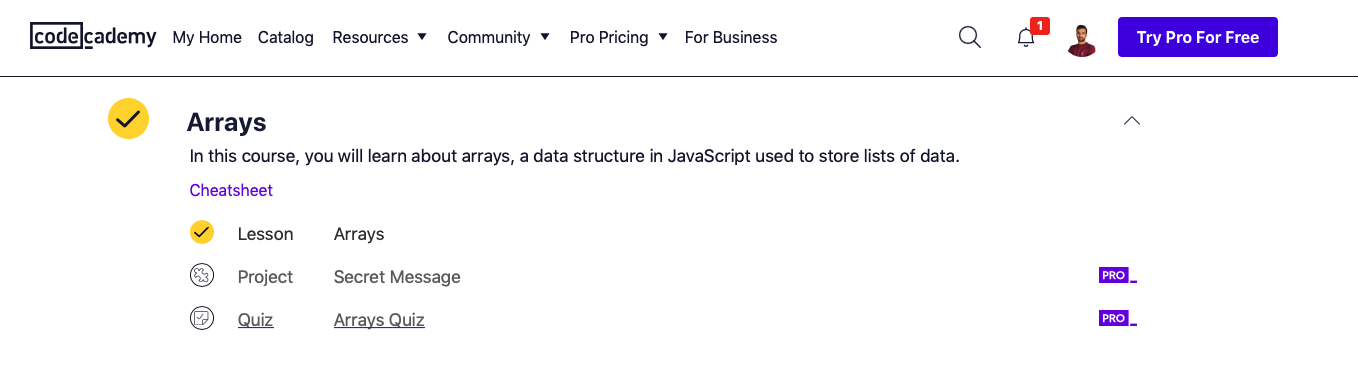 codecademy My Home Catalog Resources Community Pro Pricing For Business 1 Try Pro For Free
Arrays
In this course, you will learn about arrays, a data structure in JavaScript used to store lists of data.
Cheatsheet
Lesson Arrays
Project Secret Message PRO
Quiz Arrays Quiz PRO